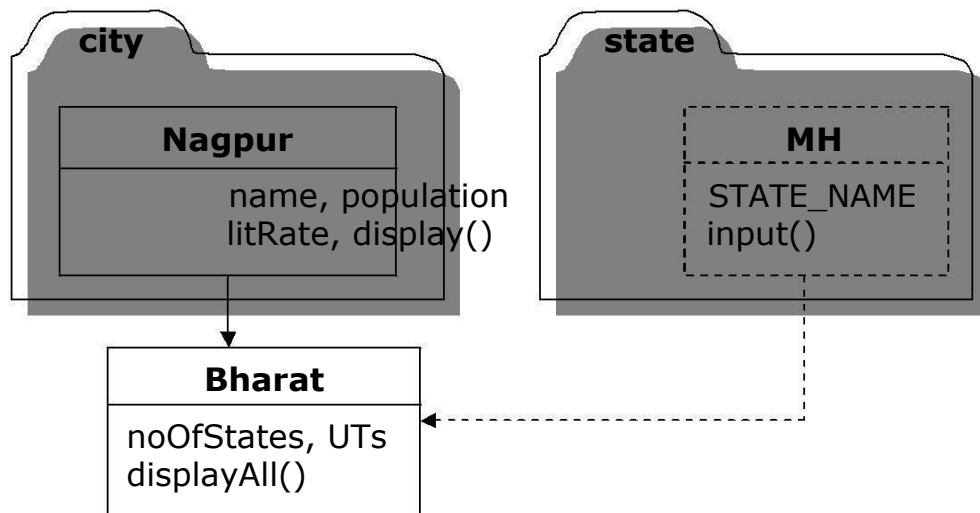 city
Nagpur
name, population
litRate, display()
state
MH
STATE_NAME
input()
Bharat
noOfStates, UTs
displayAll()